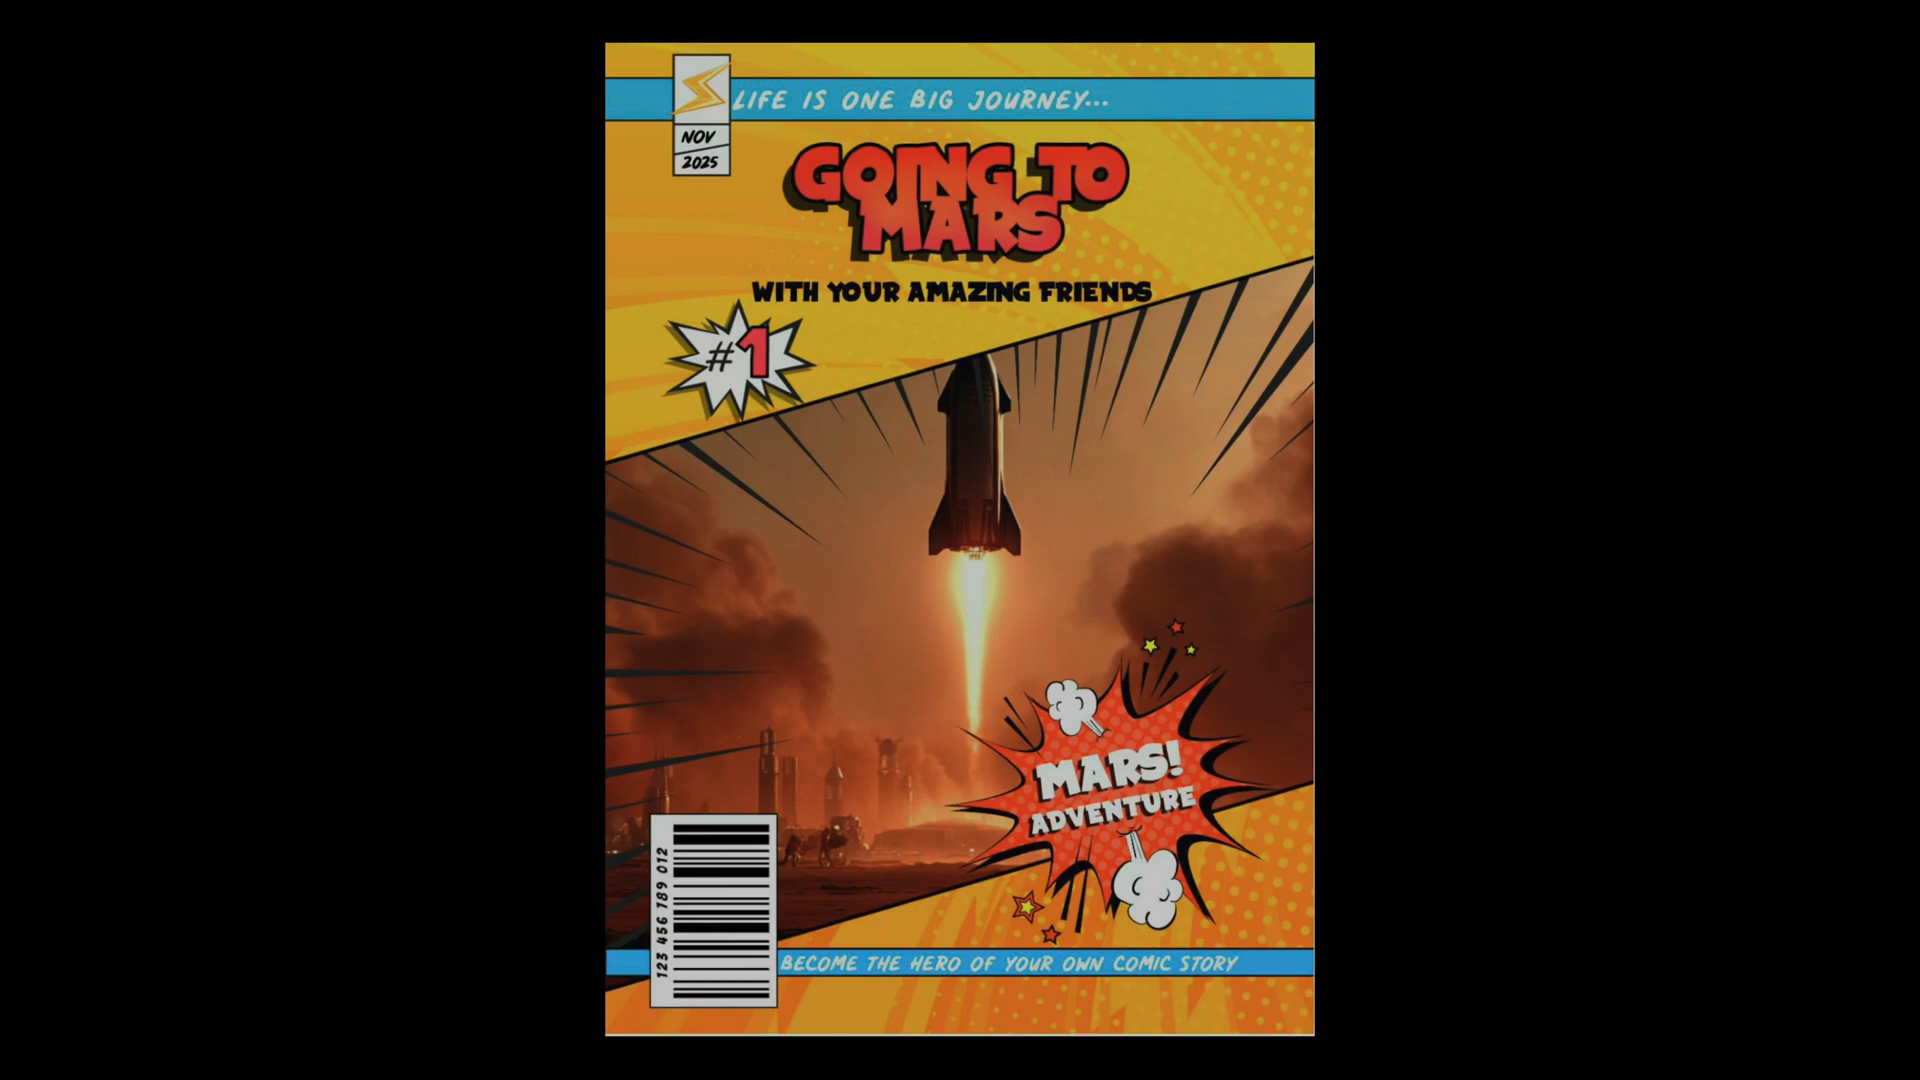 LIFE IS ONE BIG JOURNEY...
NOV
2025
GOING TO
MARS
WITH YOUR AMAZING FRIENDS
#1
MARS!
ADVENTURE
123 456 789 012
BECOME THE HERO OF YOUR OWN COMIC STORY